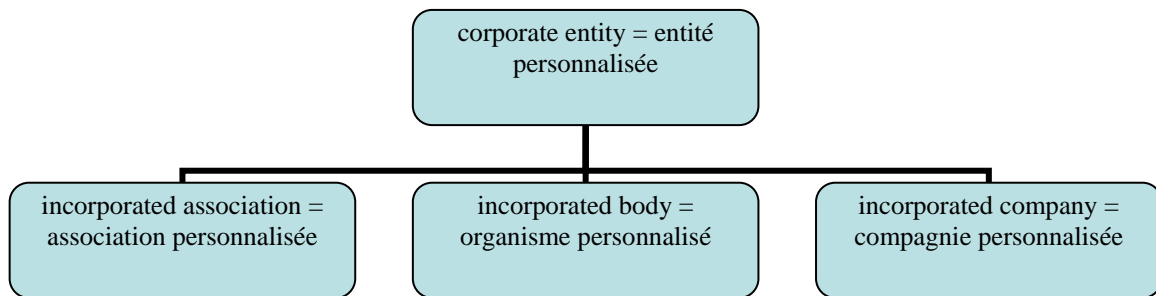 corporate entity = entité
personnalisée
incorporated association =
association personnalisée
incorporated body =
organisme personnalisé
incorporated company =
compagnie personnalisée